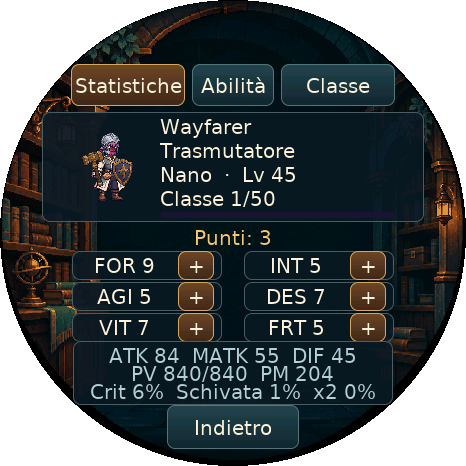 Statistiche Abilità Classe
Wayfarer
Trasmutatore
Nano · Lv 45
Classe 1/50
Punti: 3
FOR 9 + INT 5 +
AGI 5 + DES 7 +
VIT 7 + FRT 5 +
ATK 84 MATK 55 DIF 45
PV 840/840 PM 204
Crit 6% Schivata 1% x2 0%
Indietro